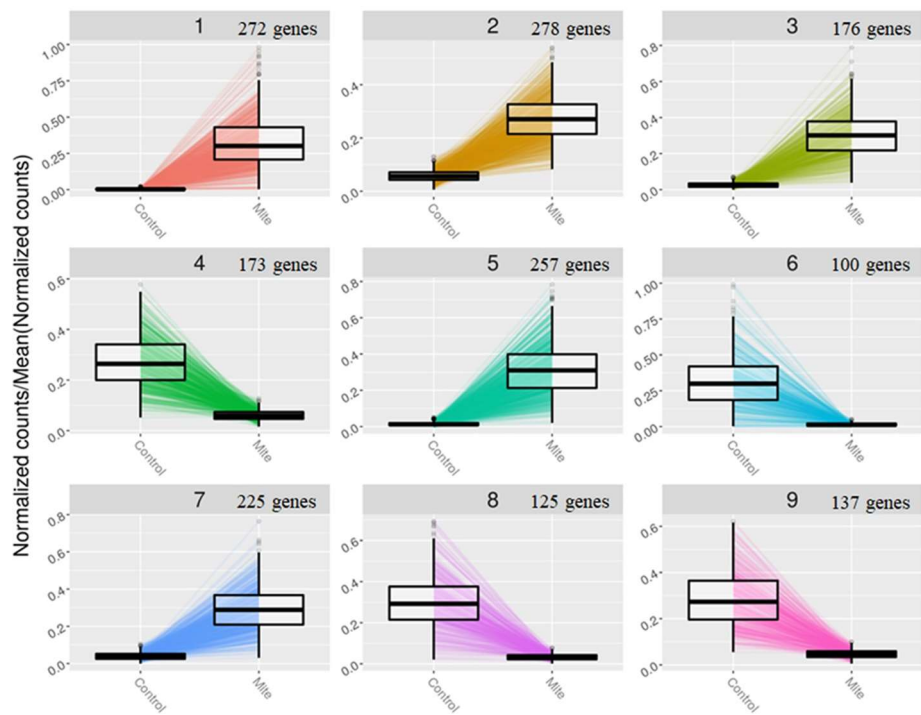 Normalized counts/Mean(Normalized counts)
1 272 genes
1.00
0.75
0.50
0.25
0.00
Control
Mite
2 278 genes
0.4
0.2
0.0
Control
Mite
3 176 genes
0.8
0.6
0.4
0.2
0.0
Control
Mite
4 173 genes
0.6
0.4
0.2
0.0
Control
Mite
5 257 genes
0.8
0.6
0.4
0.2
0.0
Control
Mite
6 100 genes
1.00
0.75
0.50
0.25
0.00
Control
Mite
7 225 genes
0.8
0.6
0.4
0.2
0.0
Control
Mite
8 125 genes
0.6
0.4
0.2
0.0
Control
Mite
9 137 genes
0.6
0.4
0.2
0.0
Control
Mite